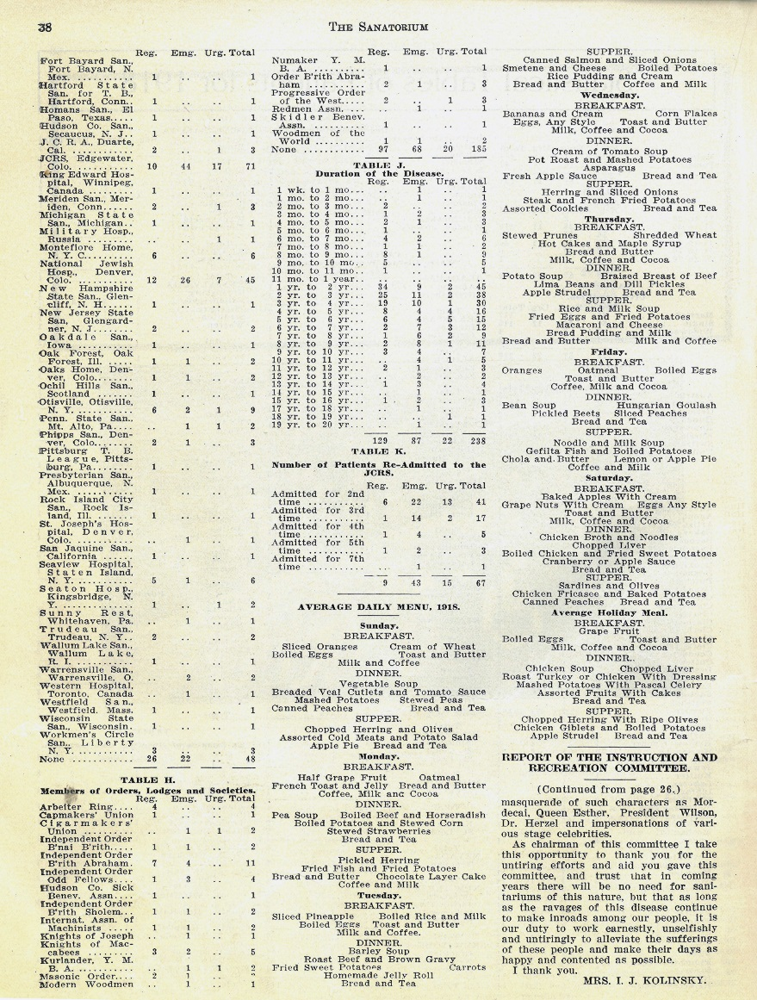 38
THE SANATORIUM
Reg. Emg. Urg. Total
Fort Bayard San.,
Fort Bayard, N.
Mex. ........... 1 .. .. 1
Hartford State
San. for T. B.,
Hartford, Conn.. 1 .. .. 1
Homans San., El
Paso, Texas..... 1 .. .. 1
Hudson Co. San.,
Secaucus, N. J.. 1 .. .. 1
J. C. R. A., Duarte,
Cal. ............ 2 .. 1 3
JCRS, Edgewater,
Colo. ........... 10 44 17 71
King Edward Hos-
pital, Winnipeg,
Canada ......... 1 .. .. 1
Meriden San., Mer-
iden, Conn...... 2 .. 1 3
Michigan State
San., Michigan.. 1 .. .. 1
Military Hosp.,
Russia ......... .. .. 1 1
Montefiore Home,
N. Y. C.......... 6 .. .. 6
National Jewish
Hosp., Denver,
Colo. ........... 12 26 7 45
New Hampshire
State San., Glen-
cliff, N. H...... 1 .. .. 1
New Jersey State
San, Glengard-
ner, N. J........ 2 .. .. 2
Oakdale San.,
Iowa ........... 1 .. .. 1
Oak Forest, Oak
Forest, Ill. ..... 1 1 .. 2
Oaks Home, Den-
ver, Colo....... 1 1 .. 2
Ochil Hills San.,
Scotland ....... 1 .. .. 1
Otisville, Otisville,
N. Y. ........... 6 2 1 9
Penn. State San.,
Mt. Alto, Pa.... .. 1 1 2
Phipps San., Den-
ver, Colo....... 2 1 .. 3
Pittsburg T. B.
League, Pitts-
burg, Pa........ 1 .. .. 1
Presbyterian San.,
Albuquerque, N.
Mex. ........... 1 .. .. 1
Rock Island City
San., Rock Is-
land, Ill. ....... 1 .. .. 1
St. Joseph's Hos-
pital, Denver,
Colo. ........... .. 1 .. 1
San Jaquine San.,
California ...... 1 .. .. 1
Seaview Hospital,
Staten Island,
N. Y. ........... 5 1 .. 6
Seaton Hosp.,
Kingsbridge, N.
Y. .............. 1 .. 1 2
Sunny Rest,
Whitehaven, Pa. .. 1 .. 1
Trudeau San.,
Trudeau, N. Y.. 2 .. .. 2
Wallum Lake San.,
Wallum Lake,
R. I. ........... 1 .. .. 1
Warrensville San.,
Warrensville, O. .. 2 .. 2
Western Hospital,
Toronto, Canada .. 1 .. 1
Westfield San.,
Westfield, Mass. 1 .. .. 1
Wisconsin State
San., Wisconsin. 1 .. .. 1
Workmen's Circle
San., Liberty
N. Y. ........... 3 .. .. 3
None ........... 26 22 .. 48
TABLE H.
Members of Orders, Lodges and Societies.
Reg. Emg. Urg. Total
Arbeiter Ring.... 4 .. .. 4
Capmakers' Union 1 .. .. 1
Cigarmakers'
Union .......... .. 1 1 2
Independent Order
B'nai B'rith..... 1 1 .. 2
Independent Order
B'rith Abraham. 7 4 .. 11
Independent Order
Odd Fellows.... 1 3 .. 4
Hudson Co. Sick
Benev. Assn.... 1 .. .. 1
Independent Order
B'rith Sholem... 1 1 .. 2
Internat. Assn. of
Machinists ..... 1 1 .. 2
Knights of Joseph .. 1 .. 1
Knights of Mac-
cabees ......... 3 2 .. 5
Kurlander, Y. M.
B. A. ........... .. 1 1 2
Masonic Order.... 2 1 ..
Modern Woodmen .. 1 .. 1
Reg. Emg. Urg. Total
Numaker Y. M.
B. A. .......... 1 .. .. 1
Order B'rith Abra-
ham ........... 2 1 .. 3
Progressive Order
of the West..... 2 .. 1 3
Redmen Assn. ... .. 1 .. 1
Skidler Benev.
Assn. .......... 1 .. .. 1
Woodmen of the
World ......... 1 1 .. 2
None ........... 97 68 20 185
TABLE J.
Duration of the Disease.
Reg. Emg. Urg. Total
1 wk. to 1 mo... .. 1 .. 1
1 mo. to 2 mo... .. 1 .. 1
2 mo. to 3 mo... 2 .. .. 2
3 mo. to 4 mo... 1 2 .. 3
4 mo. to 5 mo... 2 1 .. 3
5 mo. to 6 mo... 1 .. .. 1
6 mo. to 7 mo... 4 2 .. 6
7 mo. to 8 mo... 1 1 .. 2
8 mo. to 9 mo... 8 1 .. 9
9 mo. to 10 mo... 5 .. .. 5
10 mo. to 11 mo... 1 .. .. 1
11 mo. to 1 year... .. .. .. ..
1 yr. to 2 yr... 34 9 2 45
2 yr. to 3 yr... 25 11 2 38
3 yr. to 4 yr... 19 10 1 30
4 yr. to 5 yr... 8 4 4 16
5 yr. to 6 yr... 6 4 5 15
6 yr. to 7 yr... 2 7 3 12
7 yr. to 8 yr... 1 6 2 9
8 yr. to 9 yr... 2 8 1 11
9 yr. to 10 yr... 3 4 .. 7
10 yr. to 11 yr... .. 4 1 5
11 yr. to 12 yr... 2 1 .. 3
12 yr. to 13 yr... .. 2 .. 2
13 yr. to 14 yr... 1 3 .. 4
14 yr. to 15 yr... .. 1 .. 1
15 yr. to 16 yr... 1 2 .. 3
17 yr. to 18 yr... .. 1 .. 1
18 yr. to 19 yr... .. .. 1 1
19 yr. to 20 yr... .. 1 .. 1
129 87 22 238
TABLE K.
Number of Patients Re-Admitted to the
JCRS.
Reg. Emg. Urg. Total
Admitted for 2nd
time ........... 6 22 13 41
Admitted for 3rd
time ........... 1 14 2 17
Admitted for 4th
time ........... 1 4 .. 5
Admitted for 5th
time ........... 1 2 .. 3
Admitted for 7th
time ........... .. 1 .. 1
9 43 15 67
AVERAGE DAILY MENU, 1918.
Sunday.
BREAKFAST.
Sliced Oranges Cream of Wheat
Boiled Eggs Toast and Butter
Milk and Coffee
DINNER.
Vegetable Soup
Breaded Veal Cutlets and Tomato Sauce
Mashed Potatoes Stewed Peas
Canned Peaches Bread and Tea
SUPPER.
Chopped Herring and Olives
Assorted Cold Meats and Potato Salad
Apple Pie Bread and Tea
Monday.
BREAKFAST.
Half Grape Fruit Oatmeal
French Toast and Jelly Bread and Butter
Coffee, Milk anc Cocoa
DINNER.
Pea Soup Boiled Beef and Horseradish
Boiled Potatoes and Stewed Corn
Stewed Strawberries
Bread and Tea
SUPPER.
Pickled Herring
Fried Fish and Fried Potatoes
Bread and Butter Chocolate Layer Cake
Coffee and Milk
Tuesday.
BREAKFAST.
Sliced Pineapple Boiled Rice and Milk
Boiled Eggs Toast and Butter
Milk and Coffee.
DINNER.
Barley Soup
Roast Beef and Brown Gravy
Fried Sweet Potatoes Carrots
Homemade Jelly Roll
Bread and Tea
SUPPER.
Canned Salmon and Sliced Onions
Smetene and Cheese Boiled Potatoes
Rice Pudding and Cream
Bread and Butter Coffee and Milk
Wednesday.
BREAKFAST.
Bananas and Cream Corn Flakes
Eggs, Any Style Toast and Butter
Milk, Coffee and Cocoa
DINNER.
Cream of Tomato Soup
Pot Roast and Mashed Potatoes
Asparagus
Fresh Apple Sauce Bread and Tea
SUPPER.
Herring and Sliced Onions
Steak and French Fried Potatoes
Assorted Cookies Bread and Tea
Thursday.
BREAKFAST.
Stewed Prunes Shredded Wheat
Hot Cakes and Maple Syrup
Bread and Butter
Milk, Coffee and Cocoa
DINNER.
Potato Soup Braised Breast of Beef
Lima Beans and Dill Pickles
Apple Strudel Bread and Tea
SUPPER.
Rice and Milk Soup
Fried Eggs and Fried Potatoes
Macaroni and Cheese
Bread Pudding and Milk
Bread and Butter Milk and Coffee
Friday.
BREAKFAST.
Oranges Oatmeal Boiled Eggs
Toast and Butter
Coffee, Milk and Cocoa
DINNER.
Bean Soup Hungarian Goulash
Pickled Beets Sliced Peaches
Bread and Tea
SUPPER.
Noodle and Milk Soup
Gefilta Fish and Boiled Potatoes
Chola and Butter Lemon or Apple Pie
Coffee and Milk
Saturday.
BREAKFAST.
Baked Apples With Cream
Grape Nuts With Cream Eggs Any Style
Toast and Butter
Milk, Coffee and Cocoa
DINNER.
Chicken Broth and Noodles
Chopped Liver
Boiled Chicken and Fried Sweet Potatoes
Cranberry or Apple Sauce
Bread and Tea
SUPPER.
Sardines and Olives
Chicken Fricasee and Baked Potatoes
Canned Peaches Bread and Tea
Average Holiday Meal.
BREAKFAST.
Grape Fruit
Boiled Eggs Toast and Butter
Milk, Coffee and Cocoa
DINNER..
Chicken Soup Chopped Liver
Roast Turkey or Chicken With Dressing
Mashed Potatoes With Pascal Celery
Assorted Fruits With Cakes
Bread and Tea
SUPPER.
Chopped Herring With Ripe Olives
Chicken Giblets and Boiled Potatoes
Apple Strudel Bread and Tea
REPORT OF THE INSTRUCTION AND
RECREATION COMMITTEE.
(Continued from page 26.)
masquerade of such characters as Mor-
decai, Queen Esther, President Wilson,
Dr. Herzel and impersonations of vari-
ous stage celebrities.
As chairman of this committee I take
this opportunity to thank you for the
untiring efforts and aid you gave this
committee, and trust that in coming
years there will be no need for sani-
tariums of this nature, but that as long
as the ravages of this disease continue
to make inroads among our people, it is
our duty to work earnestly, unselfishly
and untiringly to alleviate the sufferings
of these people and make their days as
happy and contented as possible.
I thank you.
MRS. I. J. KOLINSKY.